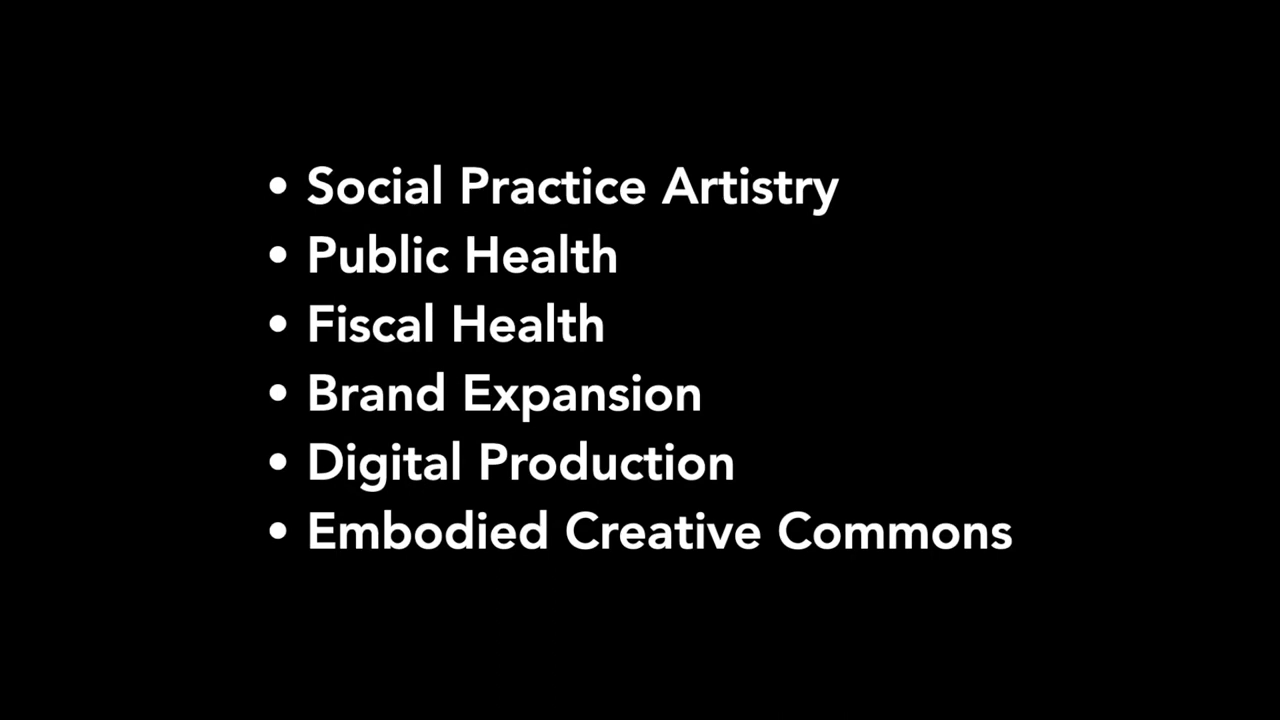 • Social Practice Artistry
• Public Health
• Fiscal Health
• Brand Expansion
• Digital Production
• Embodied Creative Commons